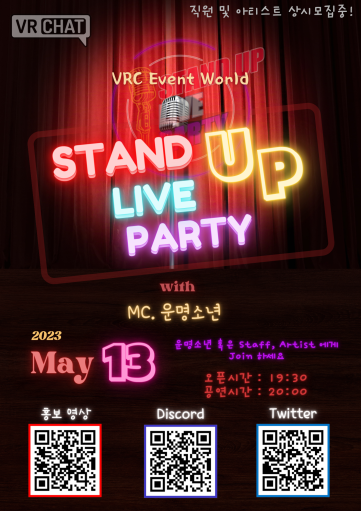 직원 및 아티스트 상시모집중!
VRCHAT
VRC Event World
STAND UP
LIVE
PARTY
with
MC. 운명소년
2023
May 13
운명소년 혹은 Staff, Artist 에게
Join 하세요
오픈시간 : 19:30
공연시간 : 20:00
홍보 영상
Discord
Twitter